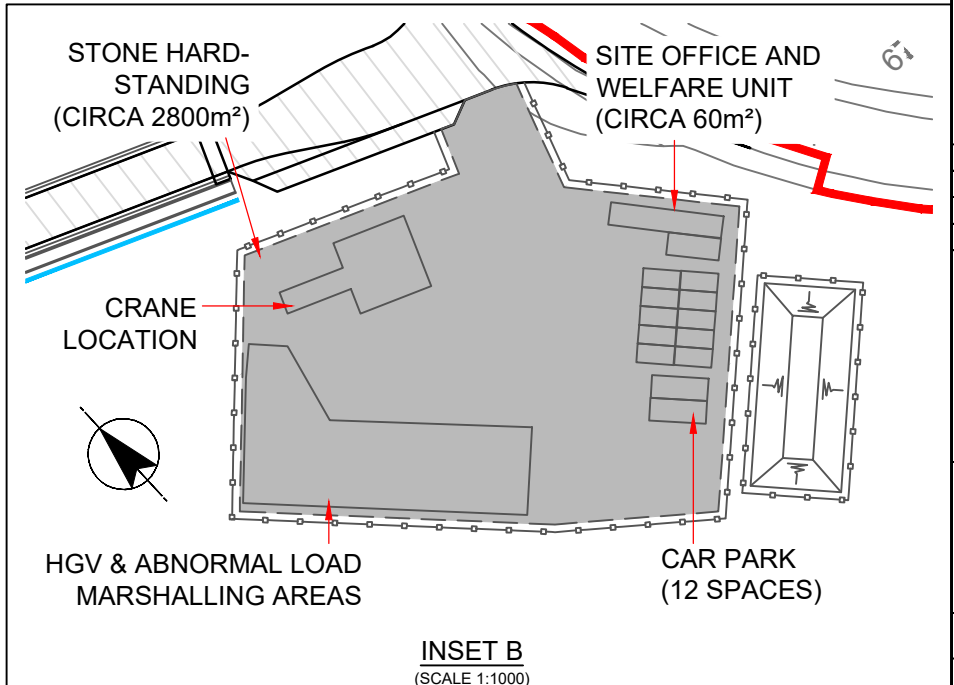 STONE HARD-
STANDING
(CIRCA 2800m²)
SITE OFFICE AND
WELFARE UNIT
(CIRCA 60m²)
CRANE
LOCATION
HGV & ABNORMAL LOAD
MARSHALLING AREAS
CAR PARK
(12 SPACES)
INSET B
(SCALE 1:1000)